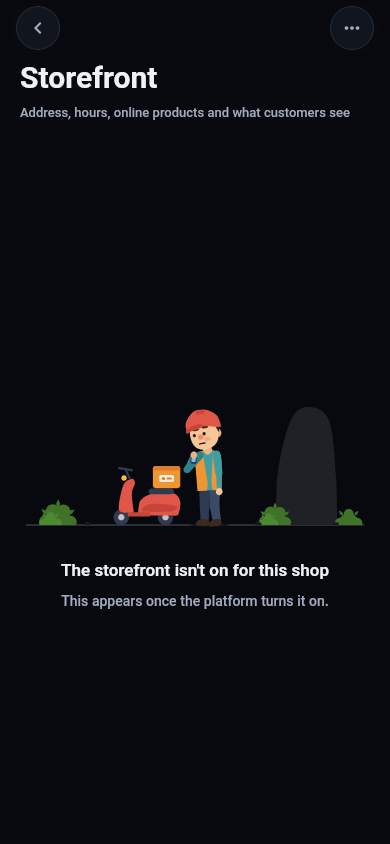 Storefront
Address, hours, online products and what customers see
The storefront isn't on for this shop
This appears once the platform turns it on.